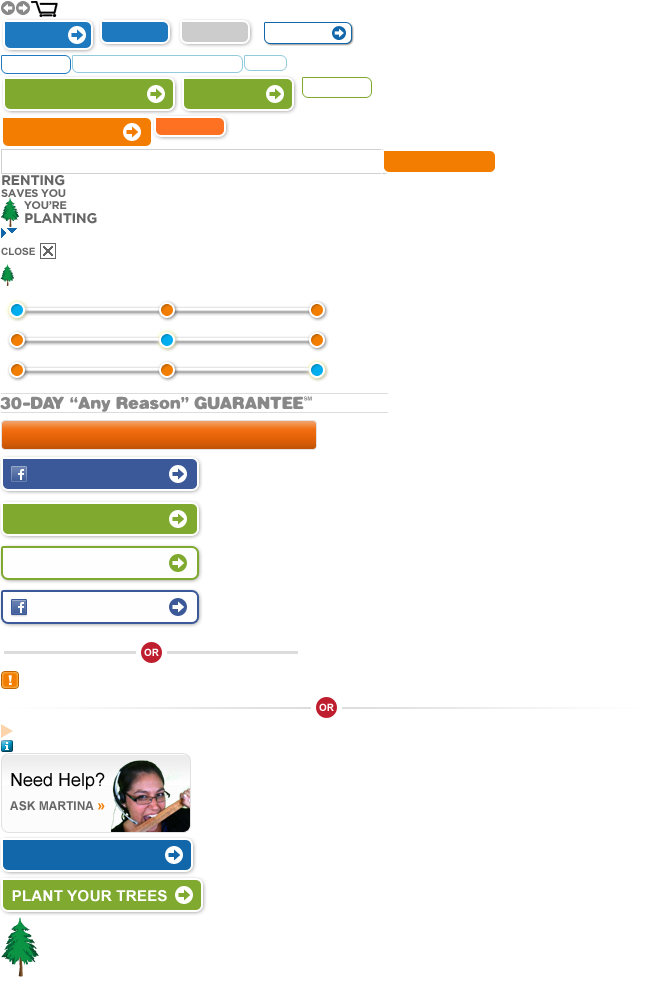 RENTING
SAVES YOU
YOU'RE
PLANTING
CLOSE
30-DAY “Any Reason” GUARANTEE℠
OR
OR
Need Help?
ASK MARTINA »
PLANT YOUR TREES